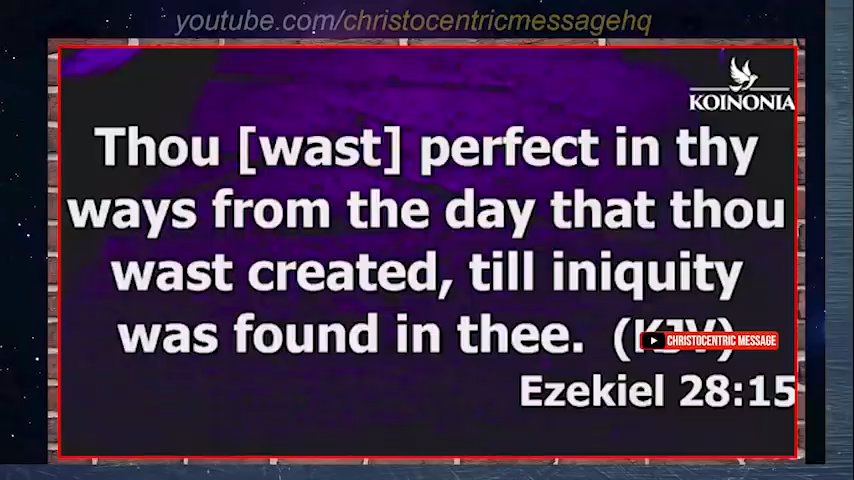 youtube.com/christocentricmessagehq
KOINONIA
Thou [wast] perfect in thy
ways from the day that thou
wast created, till iniquity
was found in thee. (KJV)
CHRISTOCENTRIC MESSAGE
Ezekiel 28:15